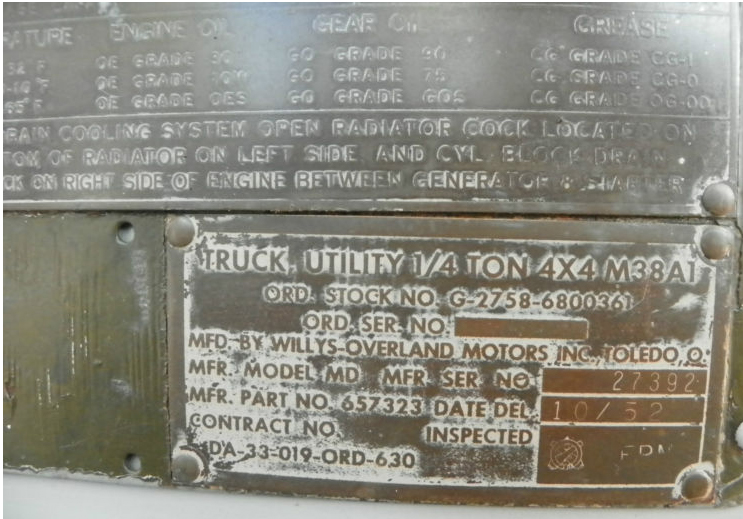 ENGINE OIL GEAR OIL GREASE
OE GRADE 30 GO GRADE 90 CG GRADE CG-1
OE GRADE 10W GO GRADE 75 CG GRADE CG-0
OE GRADE OES GO GRADE GOS CG GRADE OG-00
COOLING SYSTEM OPEN RADIATOR COCK LOCATED ON
OF RADIATOR ON LEFT SIDE AND CYL. BLOCK DRAIN
ON RIGHT SIDE OF ENGINE BETWEEN GENERATOR & STARTER
TRUCK, UTILITY 1/4 TON 4X4 M38A1
ORD. STOCK NO. G-2758-6800361
ORD. SER. NO.
MFD. BY WILLYS-OVERLAND MOTORS INC. TOLEDO, O.
MFR. MODEL MD MFR. SER. NO 27392
MFR. PART NO. 657323 DATE DEL. 10/52
CONTRACT NO. INSPECTED
DA-33-019-ORD-630